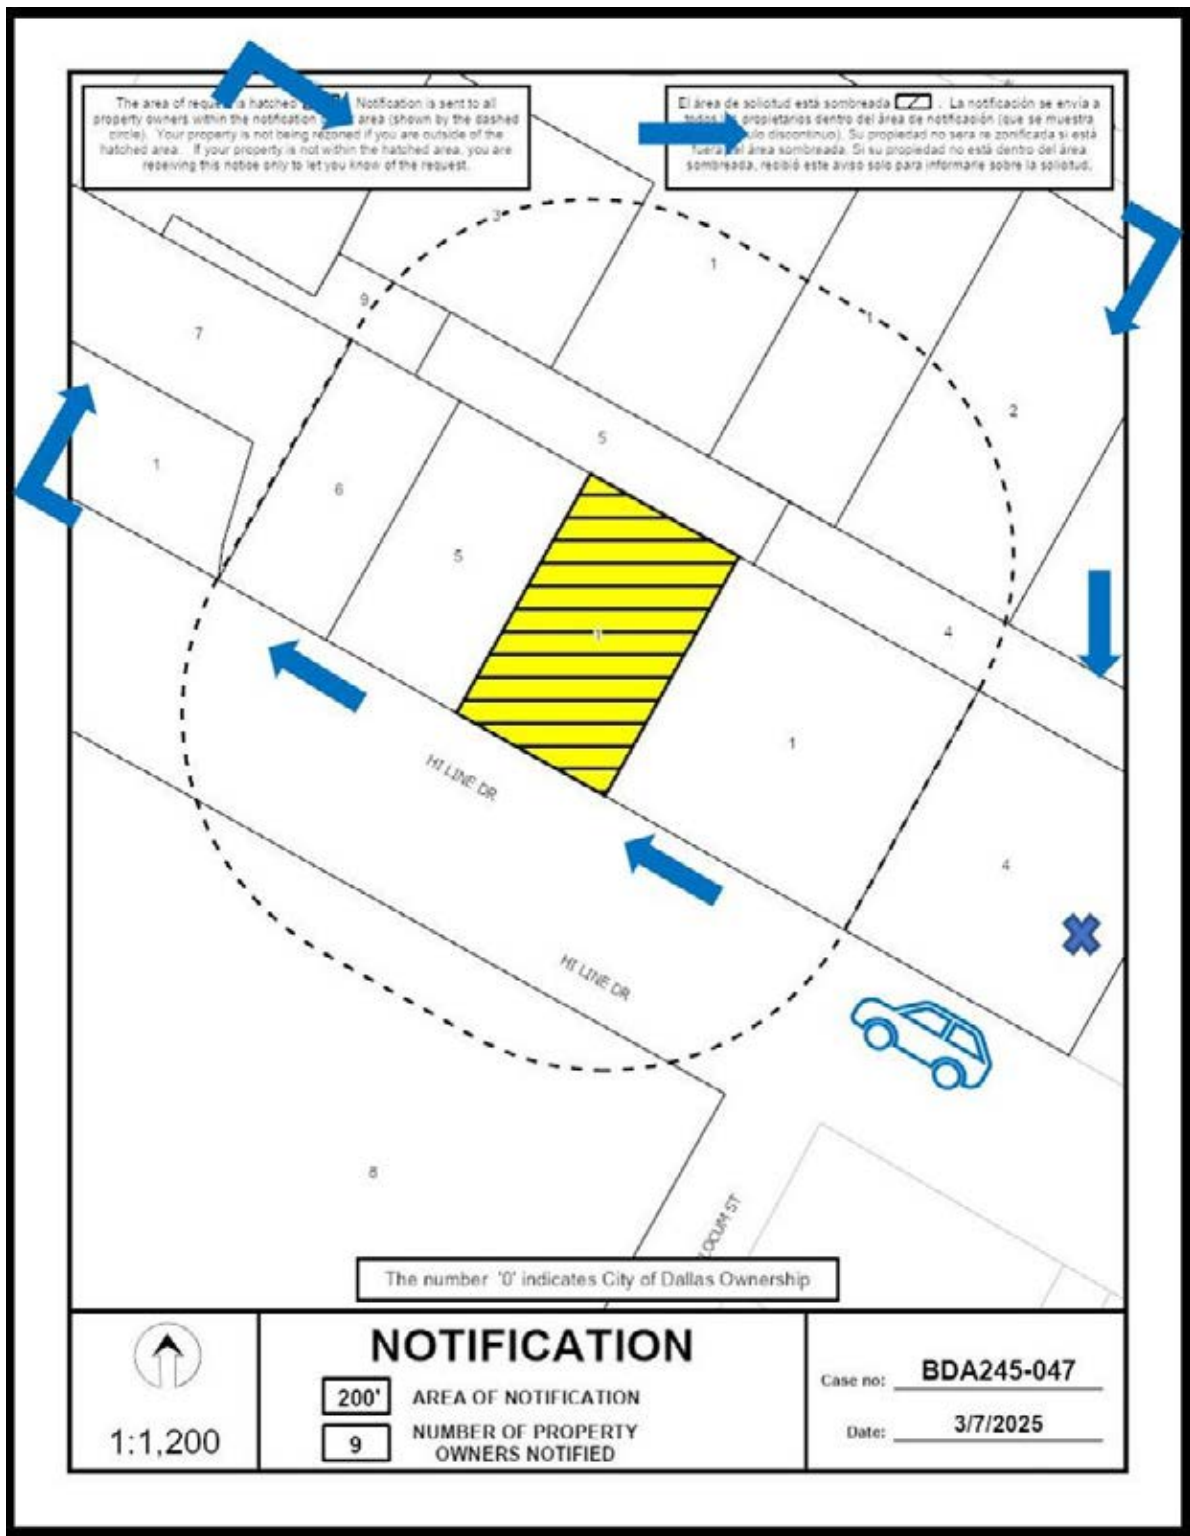 The area of request is hatched . Notification is sent to all
property owners within the notification area (shown by the dashed
circle). Your property is not being rezoned if you are outside of the
hatched area. If your property is not within the hatched area, you are
receiving this notice only to let you know of the request.
El área de solicitud está sombreada . La notificación se envía a
todos propietarios dentro del área de notificación (que se muestra
discontinuo). Su propiedad no sera re zonificada si está
fuera del área sombreada. Si su propiedad no está dentro del área
sombreada, recibió este aviso solo para informarle sobre la solicitud.
3
1
9
1
7
2
5
1
6
5
1
4
1
HI LINE DR
4
HI LINE DR
8
LOCUM ST
The number '0' indicates City of Dallas Ownership
1:1,200
NOTIFICATION
200' AREA OF NOTIFICATION
9 NUMBER OF PROPERTY
OWNERS NOTIFIED
Case no: BDA245-047
Date: 3/7/2025